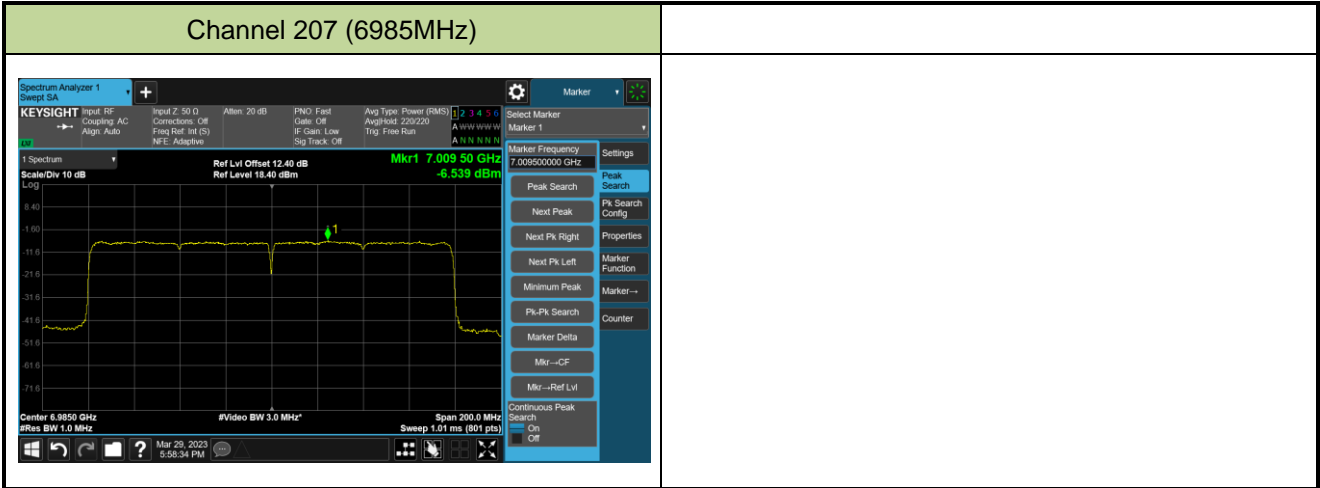 Channel 207 (6985MHz)
Spectrum Analyzer 1
Swept SA
+
Marker
KEYSIGHT
Input: RF
Coupling: AC
Align: Auto
Input Z: 50 Ω
Corrections: Off
Freq Ref: Int (S)
NFE: Adaptive
Atten: 20 dB
PNO: Fast
Gate: Off
IF Gain: Low
Sig Track: Off
Avg Type: Power (RMS)
Avg|Hold: 220/220
Trig: Free Run
1 2 3 4 5 6
A W W W W W
A N N N N N
Select Marker
Marker 1
1 Spectrum
Scale/Div 10 dB
Log
Ref Lvl Offset 12.40 dB
Ref Level 18.40 dBm
Mkr1 7.009 50 GHz
-6.539 dBm
8.40
-1.60
-11.6
-21.6
-31.6
-41.6
-51.6
-61.6
-71.6
1
Center 6.9850 GHz
#Res BW 1.0 MHz
#Video BW 3.0 MHz*
Span 200.0 MHz
Sweep 1.01 ms (801 pts)
Marker Frequency
7.009500000 GHz
Peak Search
Next Peak
Next Pk Right
Next Pk Left
Minimum Peak
Pk-Pk Search
Marker Delta
Mkr→CF
Mkr→Ref Lvl
Continuous Peak
Search
On
Off
Settings
Peak
Search
Pk Search
Config
Properties
Marker
Function
Marker→
Counter
?
Mar 29, 2023
5:58:34 PM